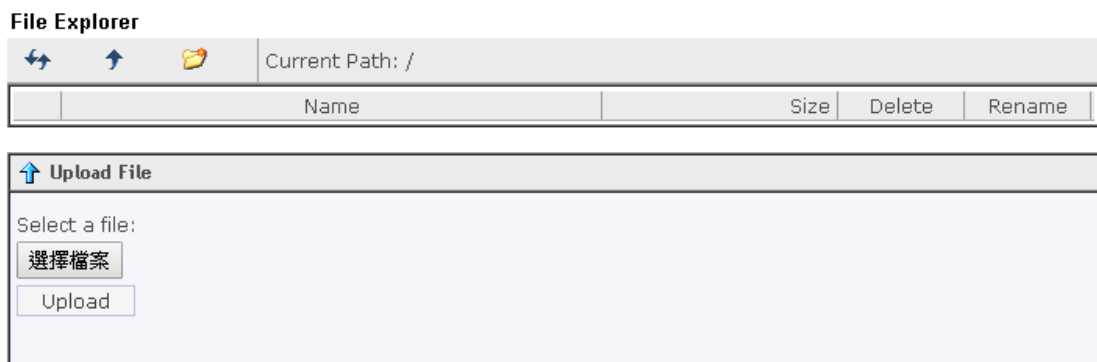 File Explorer
Current Path: /
Name Size Delete Rename
Upload File
Select a file:
選擇檔案
Upload